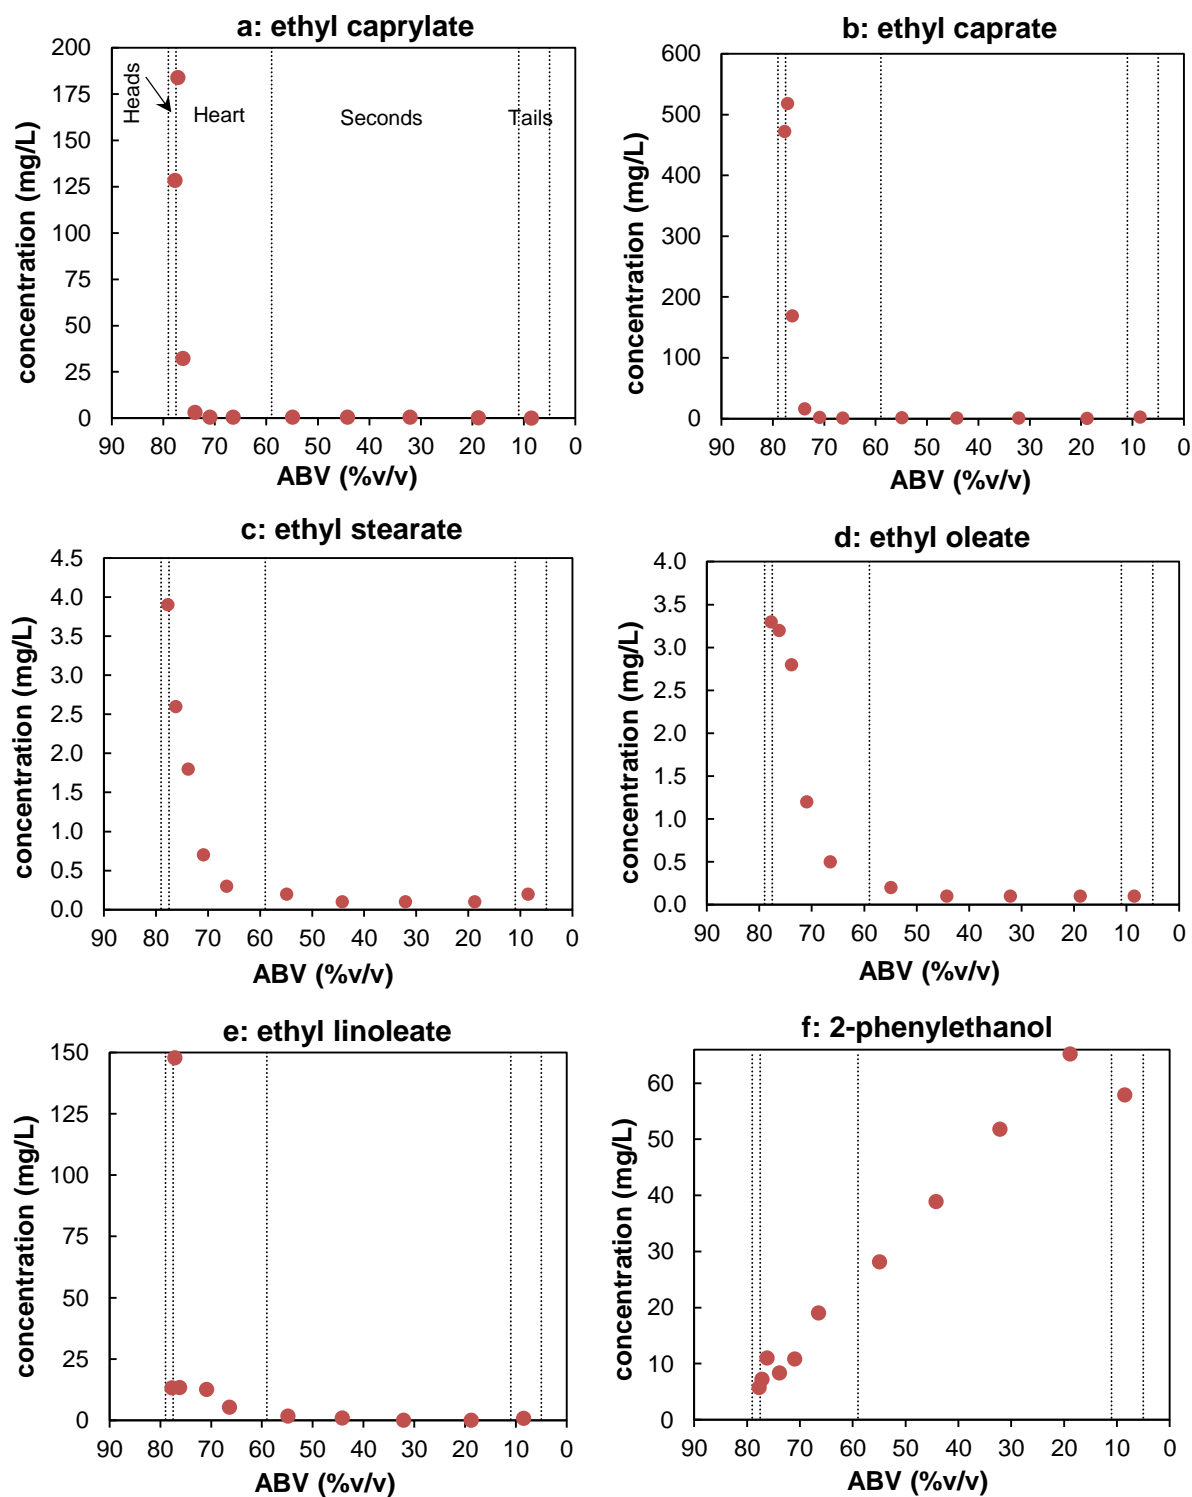 a: ethyl caprylate
concentration (mg/L)
200
175
150
125
100
75
50
25
0
Heads
Heart
Seconds
Tails
90 80 70 60 50 40 30 20 10 0
ABV (%v/v)
b: ethyl caprate
concentration (mg/L)
600
500
400
300
200
100
0
90 80 70 60 50 40 30 20 10 0
ABV (%v/v)
c: ethyl stearate
concentration (mg/L)
4.5
4.0
3.5
3.0
2.5
2.0
1.5
1.0
0.5
0.0
90 80 70 60 50 40 30 20 10 0
ABV (%v/v)
d: ethyl oleate
concentration (mg/L)
4.0
3.5
3.0
2.5
2.0
1.5
1.0
0.5
0.0
90 80 70 60 50 40 30 20 10 0
ABV (%v/v)
e: ethyl linoleate
concentration (mg/L)
150
125
100
75
50
25
0
90 80 70 60 50 40 30 20 10 0
ABV (%v/v)
f: 2-phenylethanol
concentration (mg/L)
60
50
40
30
20
10
0
90 80 70 60 50 40 30 20 10 0
ABV (%v/v)